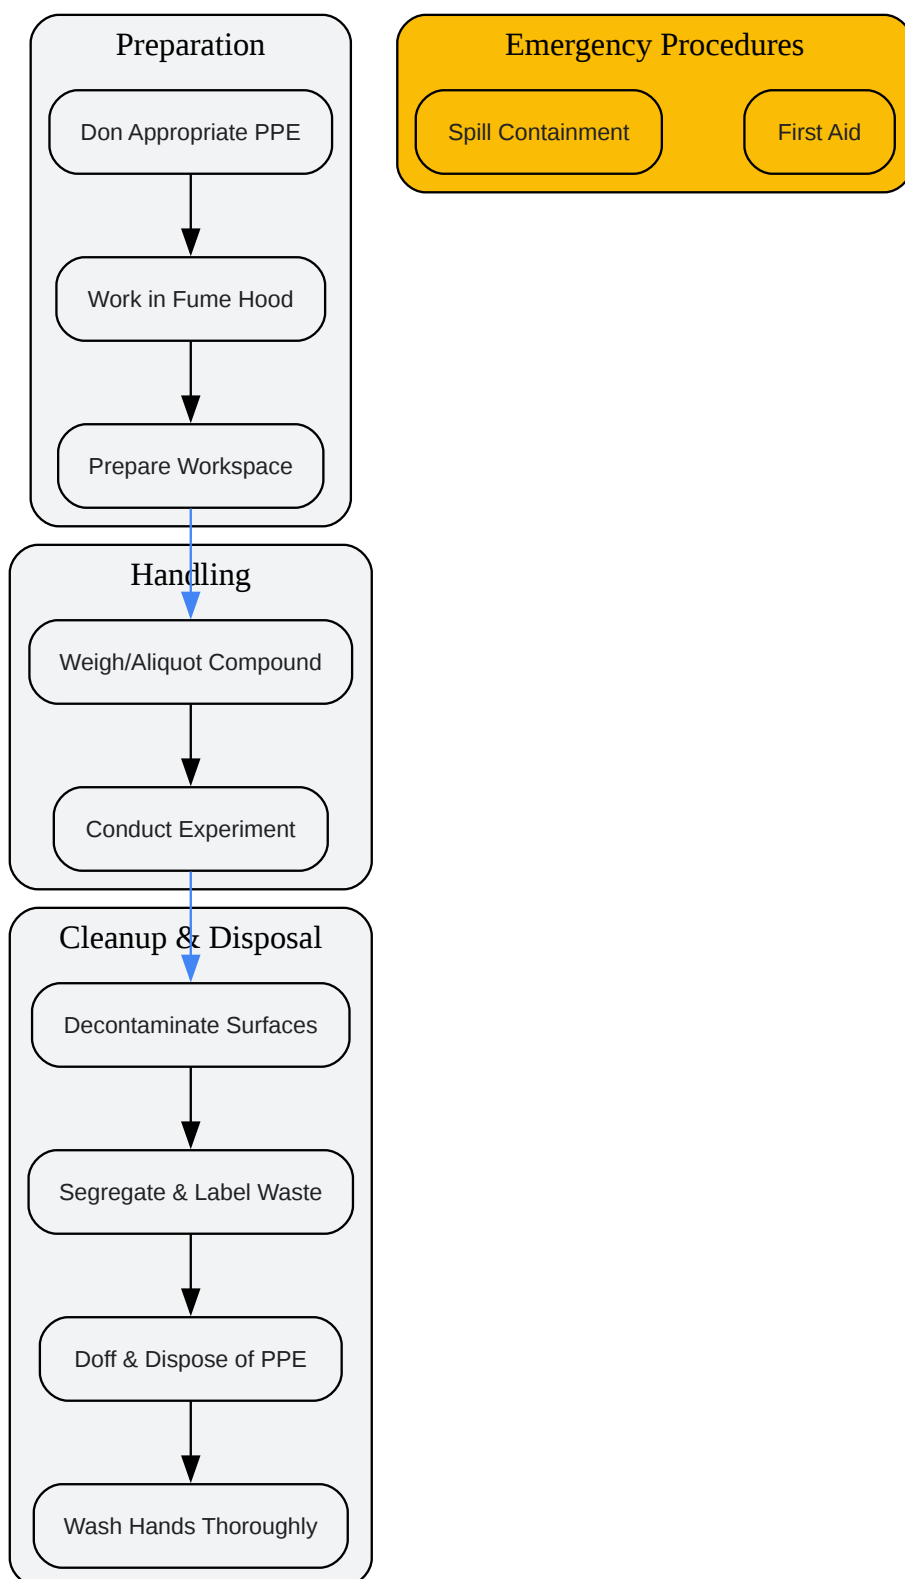 Preparation
Don Appropriate PPE
Work in Fume Hood
Prepare Workspace
Emergency Procedures
Spill Containment
First Aid
Handling
Weigh/Aliquot Compound
Conduct Experiment
Cleanup & Disposal
Decontaminate Surfaces
Segregate & Label Waste
Doff & Dispose of PPE
Wash Hands Thoroughly